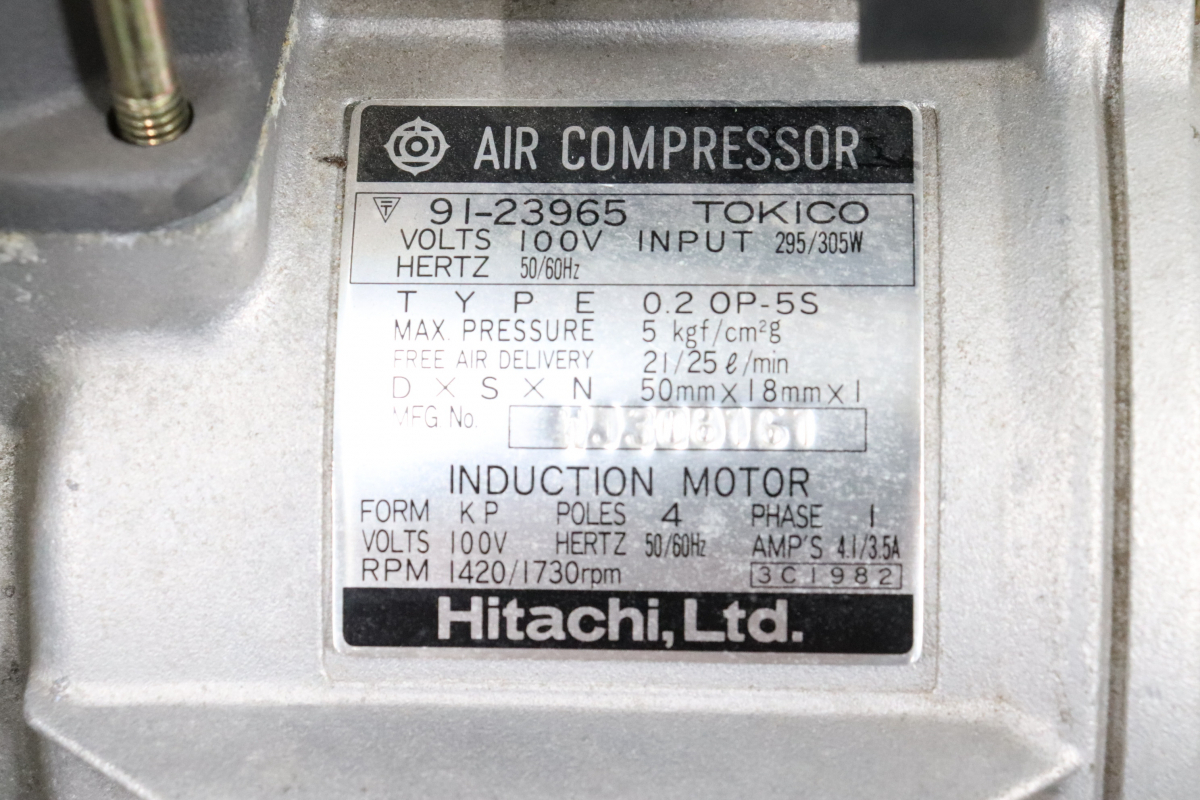 AIR COMPRESSOR
91-23965 TOKICO
VOLTS 100V INPUT 295/305W
HERTZ 50/60Hz
TYPE 0.2 OP-5S
MAX. PRESSURE 5 kgf/cm²g
FREE AIR DELIVERY 21/25 ℓ/min
D × S × N 50mm×18mm×1
MFG No.
INDUCTION MOTOR
FORM KP POLES 4 PHASE 1
VOLTS 100V HERTZ 50/60Hz AMP'S 4.1/3.5A
RPM 1420/1730rpm 3C1982
Hitachi, Ltd.